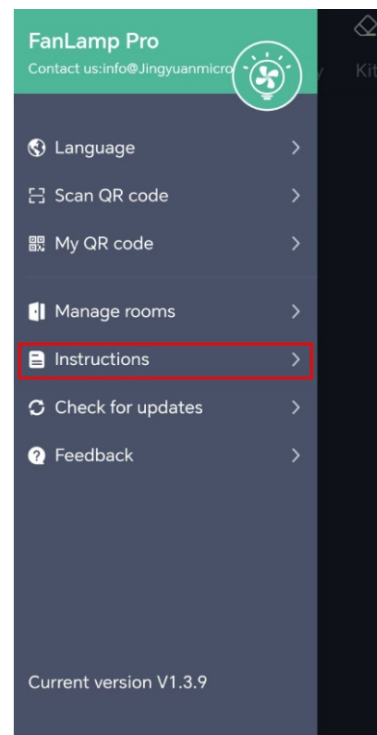 FanLamp Pro
Contact us:info@Jingyuanmicro
Kit
Language
Scan QR code
My QR code
Manage rooms
Instructions
Check for updates
Feedback
Current version V1.3.9